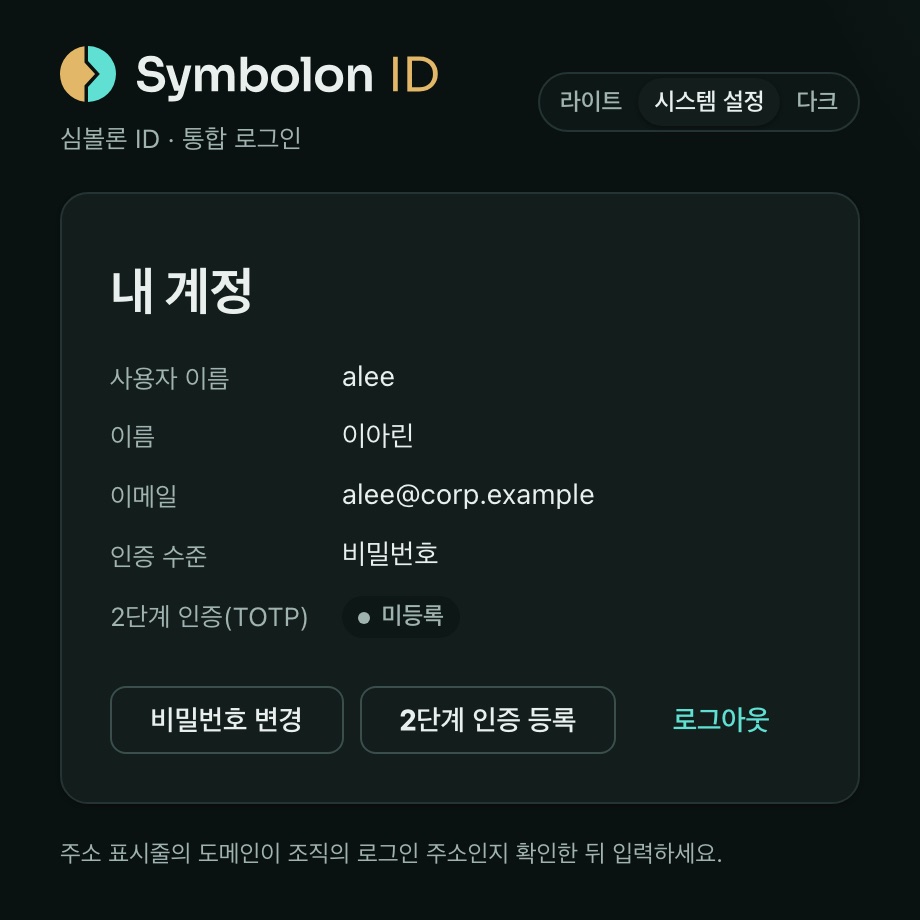 Symbolon ID
심볼론 ID · 통합 로그인
라이트 시스템 설정 다크
내 계정
사용자 이름 alee
이름 이아린
이메일 alee@corp.example
인증 수준 비밀번호
2단계 인증(TOTP) 미등록
비밀번호 변경 2단계 인증 등록 로그아웃
주소 표시줄의 도메인이 조직의 로그인 주소인지 확인한 뒤 입력하세요.